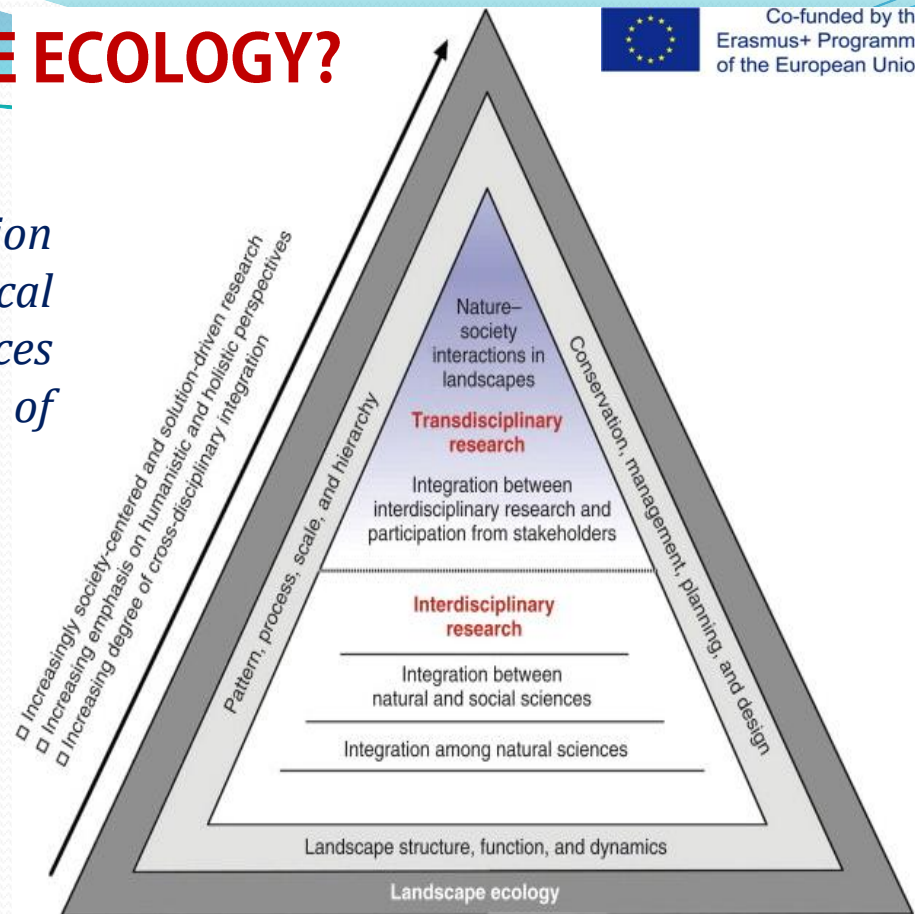 E ECOLOGY?
Co-funded by th
Erasmus+ Programm
of the European Unio
ion
ical
ces
of
□ Increasingly society-centered and solution-driven research
□ Increasing emphasis on humanistic and holistic perspectives
□ Increasing degree of cross-disciplinary integration
Pattern, process, scale, and hierarchy
Conservation, management, planning, and design
Nature–
society
interactions in
landscapes
Transdisciplinary
research
Integration between
interdisciplinary research and
participation from stakeholders
Interdisciplinary
research
Integration between
natural and social sciences
Integration among natural sciences
Landscape structure, function, and dynamics
Landscape ecology